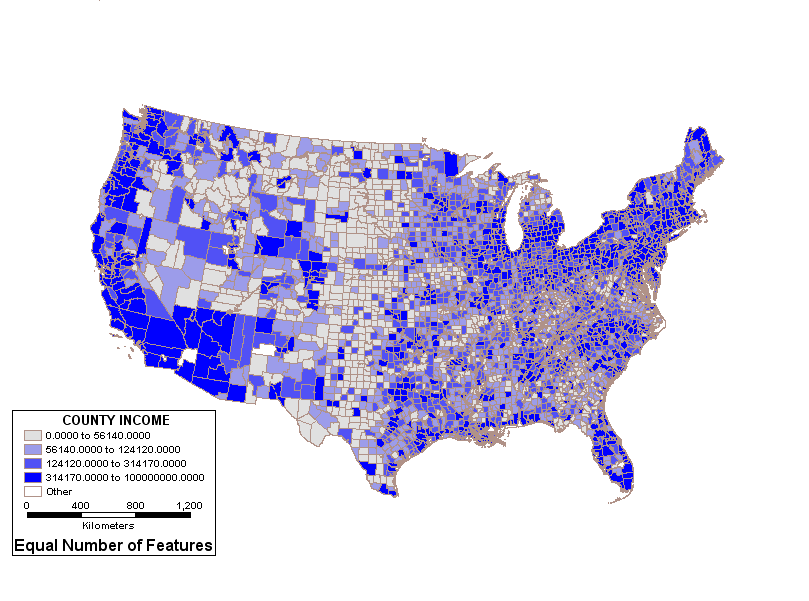 COUNTY INCOME
0.0000 to 56140.0000
56140.0000 to 124120.0000
124120.0000 to 314170.0000
314170.0000 to 100000000.0000
Other
0 400 800 1,200
Kilometers
Equal Number of Features